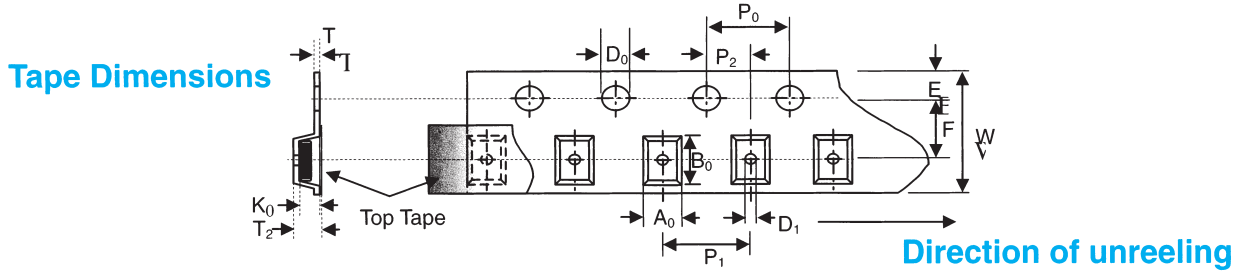 Tape Dimensions
T
T
D₀
P₀
P₂
E
E
F
W
B₀
K₀
T₂
Top Tape
A₀
D₁
P₁
Direction of unreeling